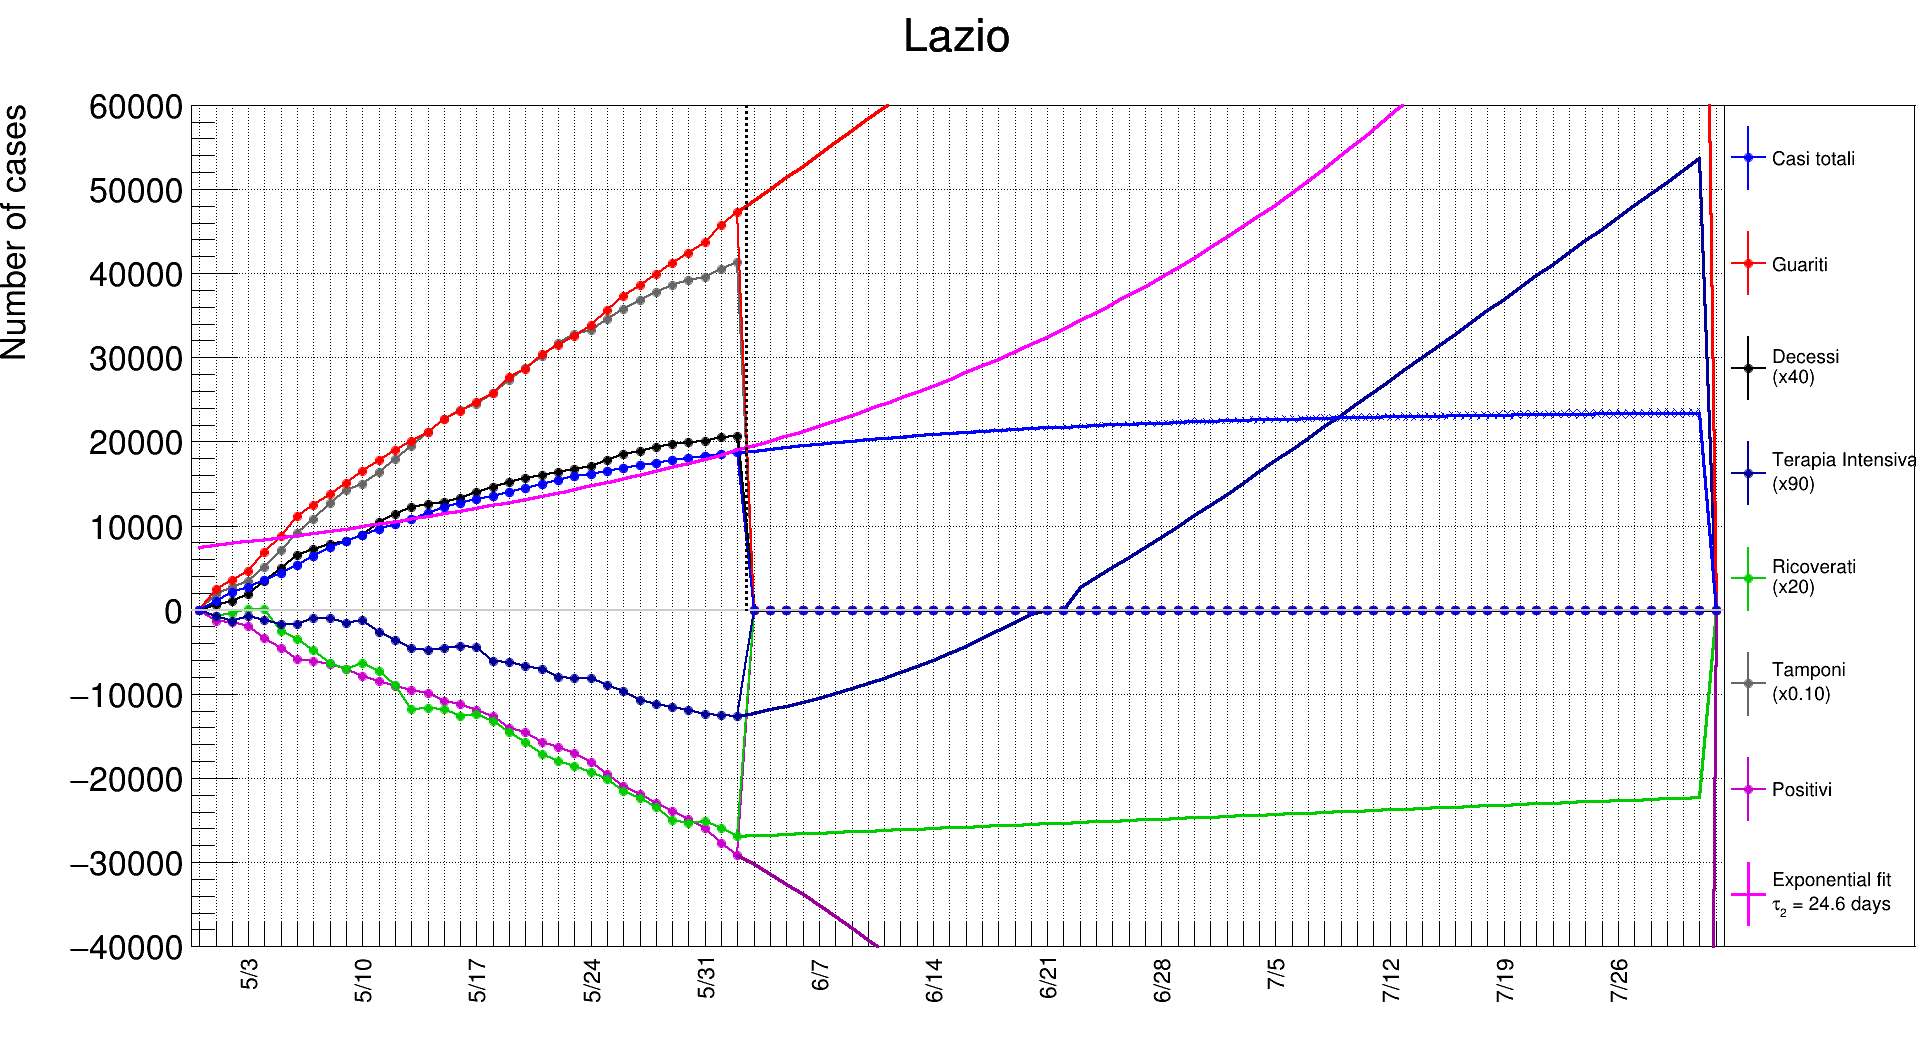 Lazio
Number of cases
60000
50000
40000
30000
20000
10000
0
−10000
−20000
−30000
−40000
5/3
5/10
5/17
5/24
5/31
6/7
6/14
6/21
6/28
7/5
7/12
7/19
7/26
Casi totali
Guariti
Decessi
(x40)
Terapia Intensiva
(x90)
Ricoverati
(x20)
Tamponi
(x0.10)
Positivi
Exponential fit
τ2 = 24.6 days